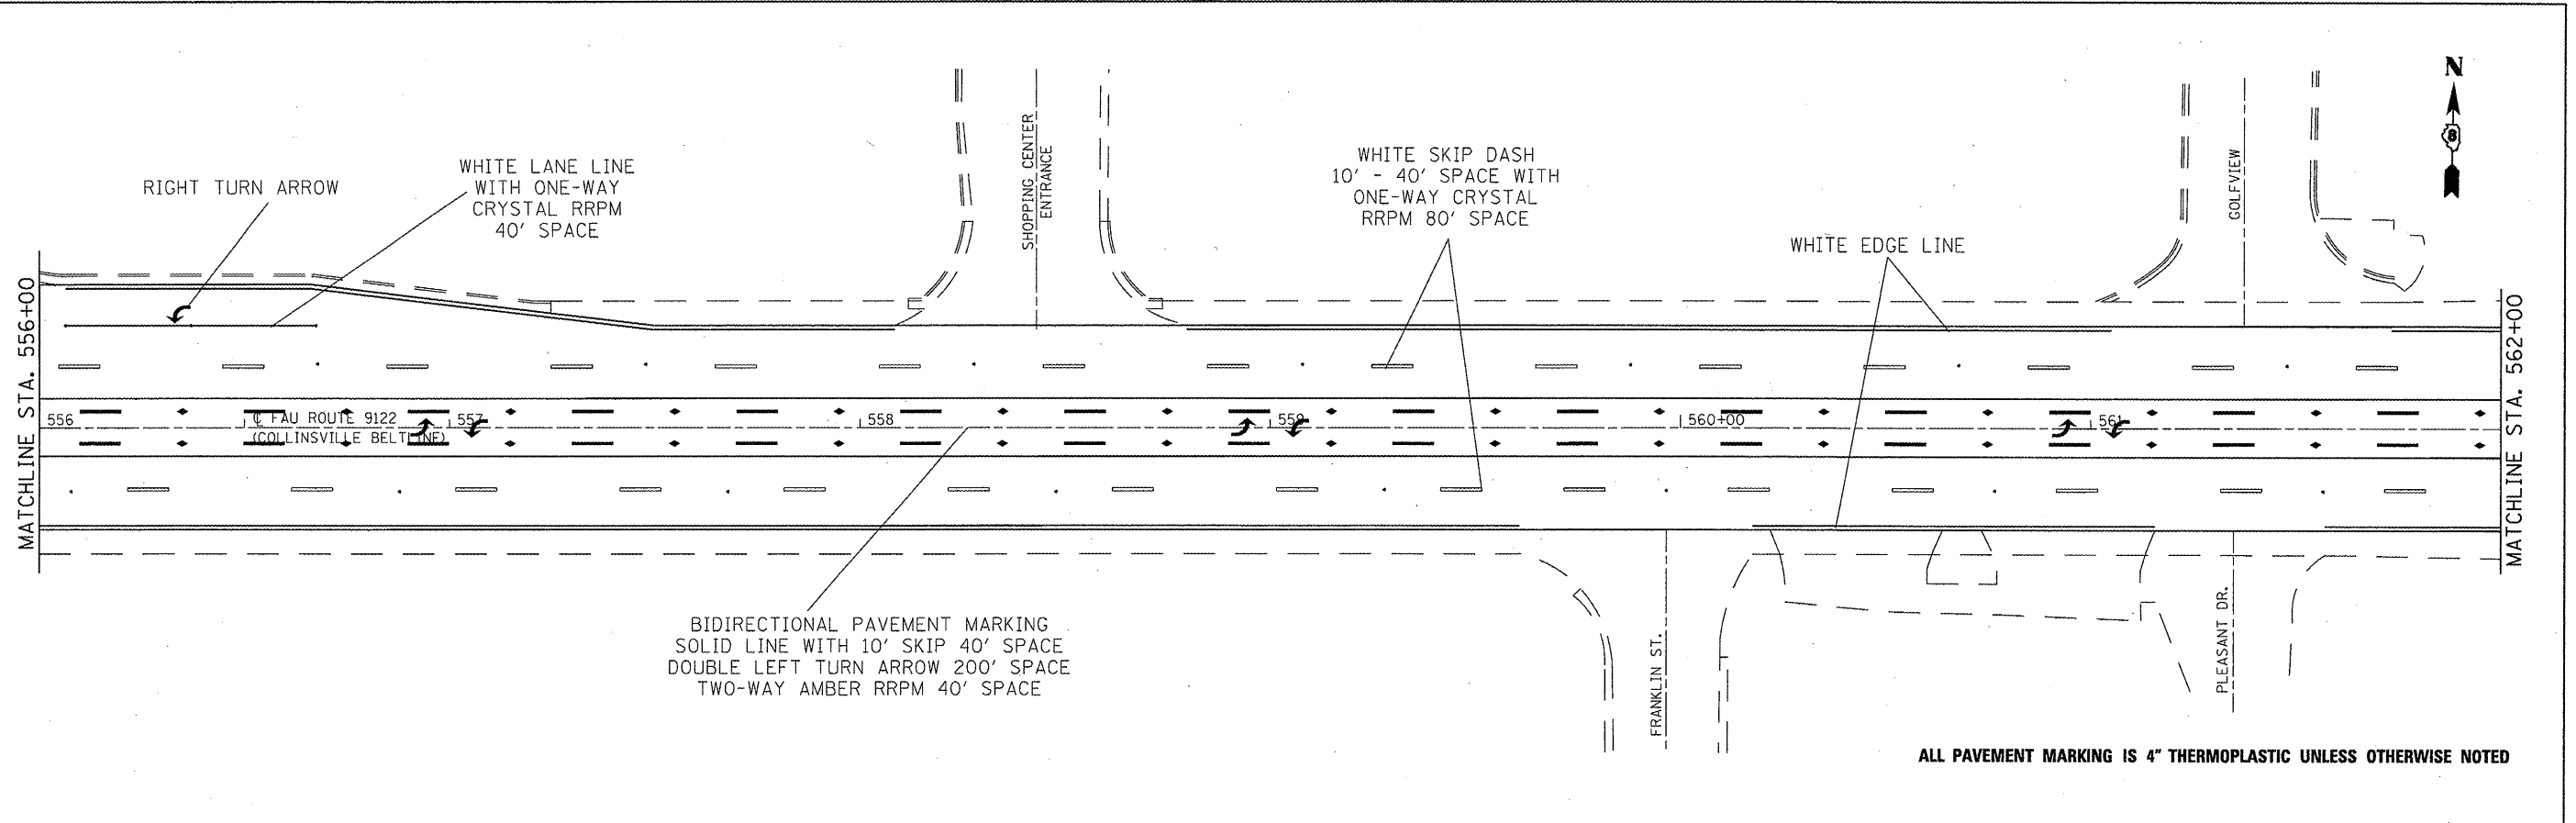 N
8
RIGHT TURN ARROW
WHITE LANE LINE
WITH ONE-WAY
CRYSTAL RRPM
40' SPACE
SHOPPING CENTER
ENTRANCE
WHITE SKIP DASH
10' - 40' SPACE WITH
ONE-WAY CRYSTAL
RRPM 80' SPACE
WHITE EDGE LINE
GOLFVIEW
MATCHLINE STA. 556+00
556
℄ FAU ROUTE 9122
(COLLINSVILLE BELTLINE)
557
558
559
560+00
561
MATCHLINE STA. 562+00
BIDIRECTIONAL PAVEMENT MARKING
SOLID LINE WITH 10' SKIP 40' SPACE
DOUBLE LEFT TURN ARROW 200' SPACE
TWO-WAY AMBER RRPM 40' SPACE
FRANKLIN ST.
PLEASANT DR.
ALL PAVEMENT MARKING IS 4" THERMOPLASTIC UNLESS OTHERWISE NOTED